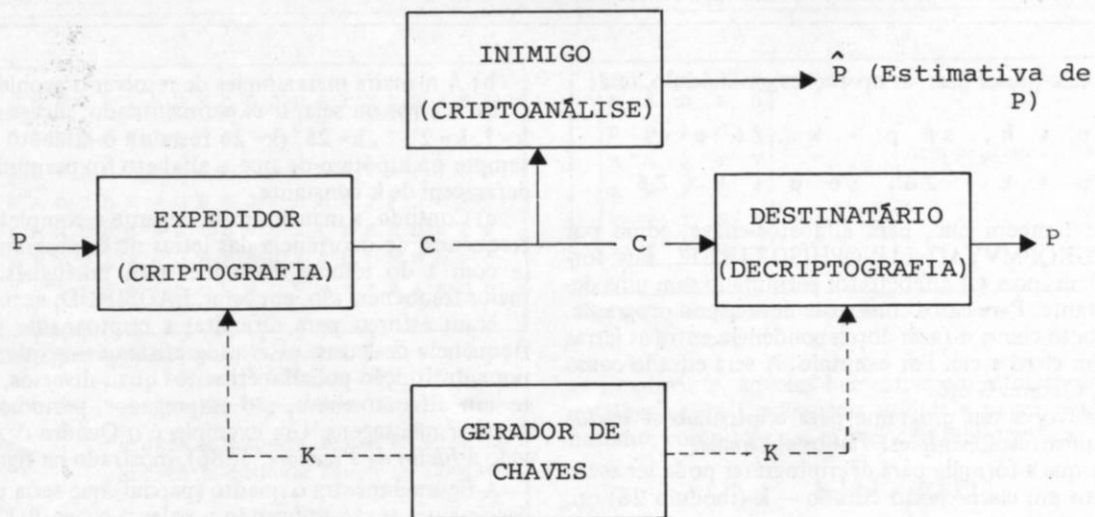 INIMIGO
(CRIPTOANÁLISE)
P̂ (Estimativa de
P)
P
EXPEDIDOR
(CRIPTOGRAFIA)
C
C
DESTINATÁRIO
(DECRIPTOGRAFIA)
P
K
GERADOR DE
CHAVES
K